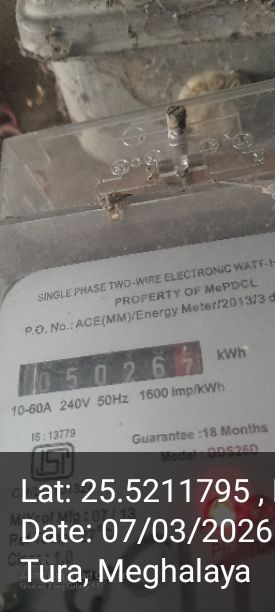 SINGLE PHASE TWO-WIRE ELECTRONIC WATT-H
PROPERTY OF MePDCL
P.O. No.: ACE(MM)/Energy Meter/2013/3 d
050267 kWh
10-60A 240V 50Hz 1600 Imp/kWh
IS : 13779
Guarantee :18 Months
ISI
Model : DDS26D
Lat: 25.5211795 ,
Date: 07/03/2026
Tura, Meghalaya